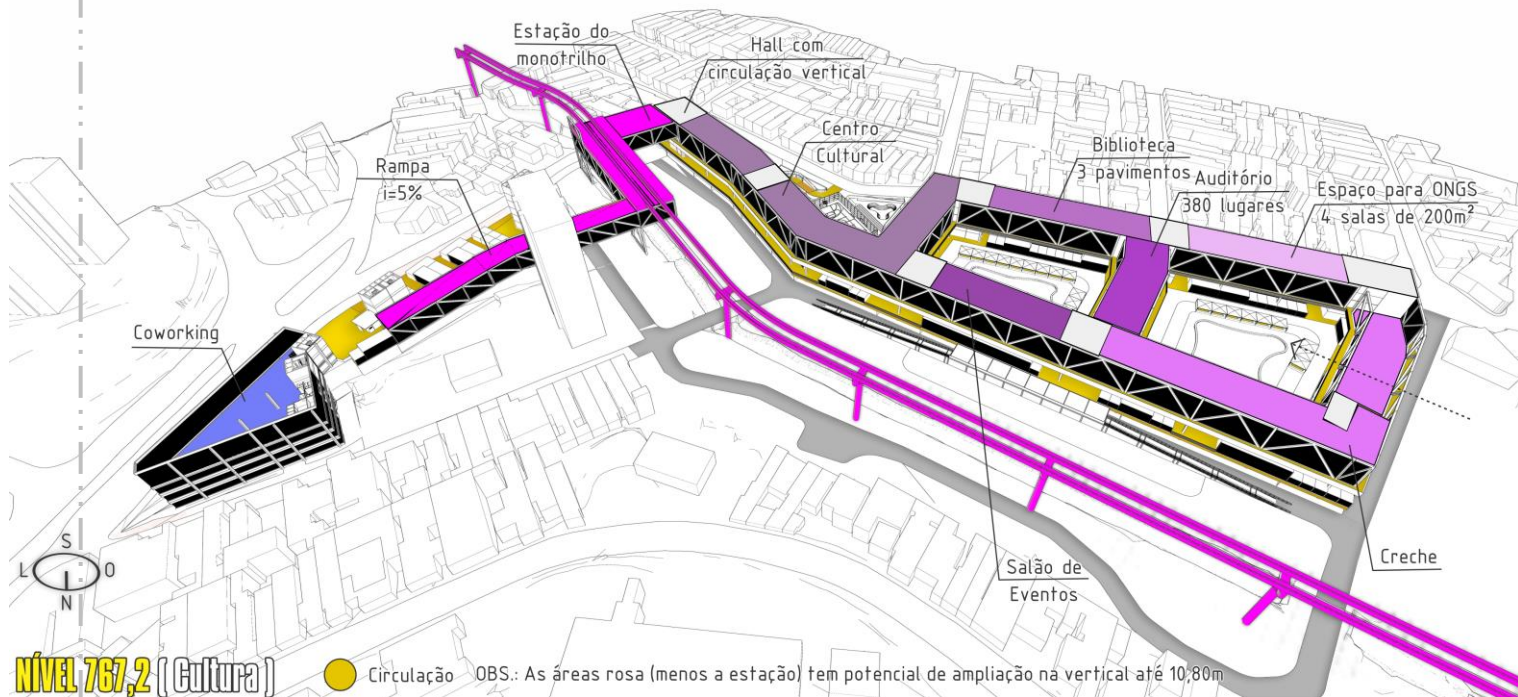 Estação do
monotrilho
Hall com
circulação vertical
Centro
Cultural
Biblioteca
3 pavimentos
Auditório
380 lugares
Espaço para ONGS
4 salas de 200m²
Rampa
i=5%
Coworking
S
L O
N
Salão de
Eventos
Creche
NÍVEL 767,2 [ Cultura ]
Circulação
OBS.: As áreas rosa (menos a estação) tem potencial de ampliação na vertical até 10,80m